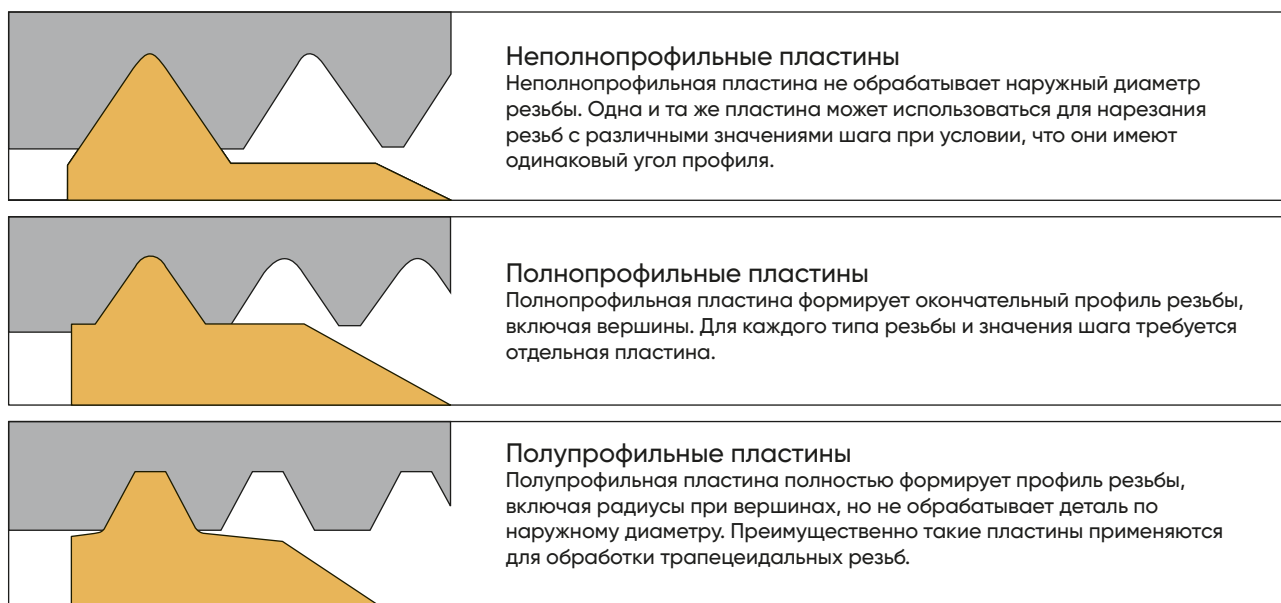 Неполнопрофильные пластины
Неполнопрофильная пластина не обрабатывает наружный диаметр
резьбы. Одна и та же пластина может использоваться для нарезания
резьб с различными значениями шага при условии, что они имеют
одинаковый угол профиля.
Полнопрофильные пластины
Полнопрофильная пластина формирует окончательный профиль резьбы,
включая вершины. Для каждого типа резьбы и значения шага требуется
отдельная пластина.
Полупрофильные пластины
Полупрофильная пластина полностью формирует профиль резьбы,
включая радиусы при вершинах, но не обрабатывает деталь по
наружному диаметру. Преимущественно такие пластины применяются
для обработки трапецеидальных резьб.